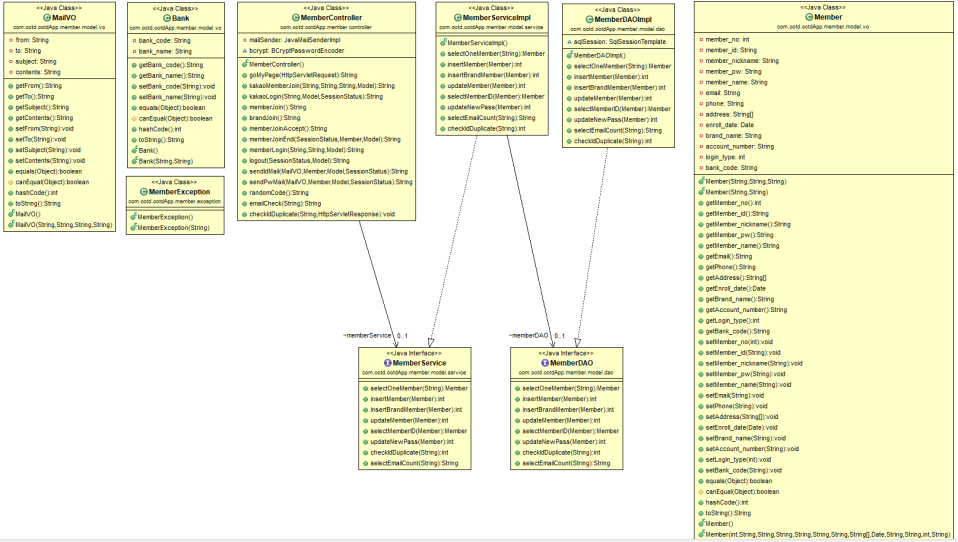 <<Java Class>>
MailVO
com.ootd.ootdApp.member.model.vo
from: String
to: String
subject: String
contents: String
getFrom():String
getTo():String
getSubject():String
getContents():String
setFrom(String):void
setTo(String):void
setSubject(String):void
setContents(String):void
equals(Object):boolean
canEqual(Object):boolean
hashCode():int
toString():String
MailVO()
MailVO(String,String,String,String)
<<Java Class>>
Bank
com.ootd.ootdApp.member.model.vo
bank_code: String
bank_name: String
getBank_code():String
getBank_name():String
setBank_code(String):void
setBank_name(String):void
equals(Object):boolean
canEqual(Object):boolean
hashCode():int
toString():String
Bank()
Bank(String,String)
<<Java Class>>
MemberException
com.ootd.ootdApp.member.exception
MemberException()
MemberException(String)
<<Java Class>>
MemberController
com.ootd.ootdApp.member.controller
mailSender: JavaMailSenderImpl
bcrypt: BCryptPasswordEncoder
MemberController()
goMyPage(HttpServletRequest):String
kakaoMemberJoin(String,String,String,Model):String
kakaoLogin(String,Model,SessionStatus):String
memberJoin():String
brandJoin():String
memberJoinAccept():String
memberJoinEnd(SessionStatus,Member,Model):String
memberLogin(String,String,Model):String
logout(SessionStatus,Model):String
sendIdMail(MailVO,Member,Model,SessionStatus):String
sendPwMail(MailVO,Member,Model,SessionStatus):String
randomCode():String
emailCheck(String):String
checkIdDuplicate(String,HttpServletResponse):void
<<Java Class>>
MemberServiceImpl
com.ootd.ootdApp.member.model.service
MemberServiceImpl()
selectOneMember(String):Member
insertMember(Member):int
insertBrandMember(Member):int
updateMember(Member):int
selectMemberID(Member):Member
updateNewPass(Member):int
selectEmailCount(String):String
checkIdDuplicate(String):int
<<Java Class>>
MemberDAOImpl
com.ootd.ootdApp.member.model.dao
sqlSession: SqlSessionTemplate
MemberDAOImpl()
selectOneMember(String):Member
insertMember(Member):int
insertBrandMember(Member):int
updateMember(Member):int
selectMemberID(Member):Member
updateNewPass(Member):int
selectEmailCount(String):String
checkIdDuplicate(String):int
<<Java Class>>
Member
com.ootd.ootdApp.member.model.vo
member_no: int
member_id: String
member_nickname: String
member_pw: String
member_name: String
email: String
phone: String
address: String[]
enroll_date: Date
brand_name: String
account_number: String
login_type: int
bank_code: String
Member(String,String,String)
Member(String,String)
getMember_no():int
getMember_id():String
getMember_nickname():String
getMember_pw():String
getMember_name():String
getEmail():String
getPhone():String
getAddress():String[]
getEnroll_date():Date
getBrand_name():String
getAccount_number():String
getLogin_type():int
getBank_code():String
setMember_no(int):void
setMember_id(String):void
setMember_nickname(String):void
setMember_pw(String):void
setMember_name(String):void
setEmail(String):void
setPhone(String):void
setAddress(String[]):void
setEnroll_date(Date):void
setBrand_name(String):void
setAccount_number(String):void
setLogin_type(int):void
setBank_code(String):void
equals(Object):boolean
canEqual(Object):boolean
hashCode():int
toString():String
Member()
Member(int,String,String,String,String,String,String,String[],Date,String,String,int,String)
~memberService 0..1
<<Java Interface>>
MemberService
com.ootd.ootdApp.member.model.service
selectOneMember(String):Member
insertMember(Member):int
insertBrandMember(Member):int
updateMember(Member):int
selectMemberID(Member):Member
updateNewPass(Member):int
checkIdDuplicate(String):int
selectEmailCount(String):String
~memberDAO 0..1
<<Java Interface>>
MemberDAO
com.ootd.ootdApp.member.model.dao
selectOneMember(String):Member
insertMember(Member):int
insertBrandMember(Member):int
updateMember(Member):int
selectMemberID(Member):Member
updateNewPass(Member):int
checkIdDuplicate(String):int
selectEmailCount(String):String